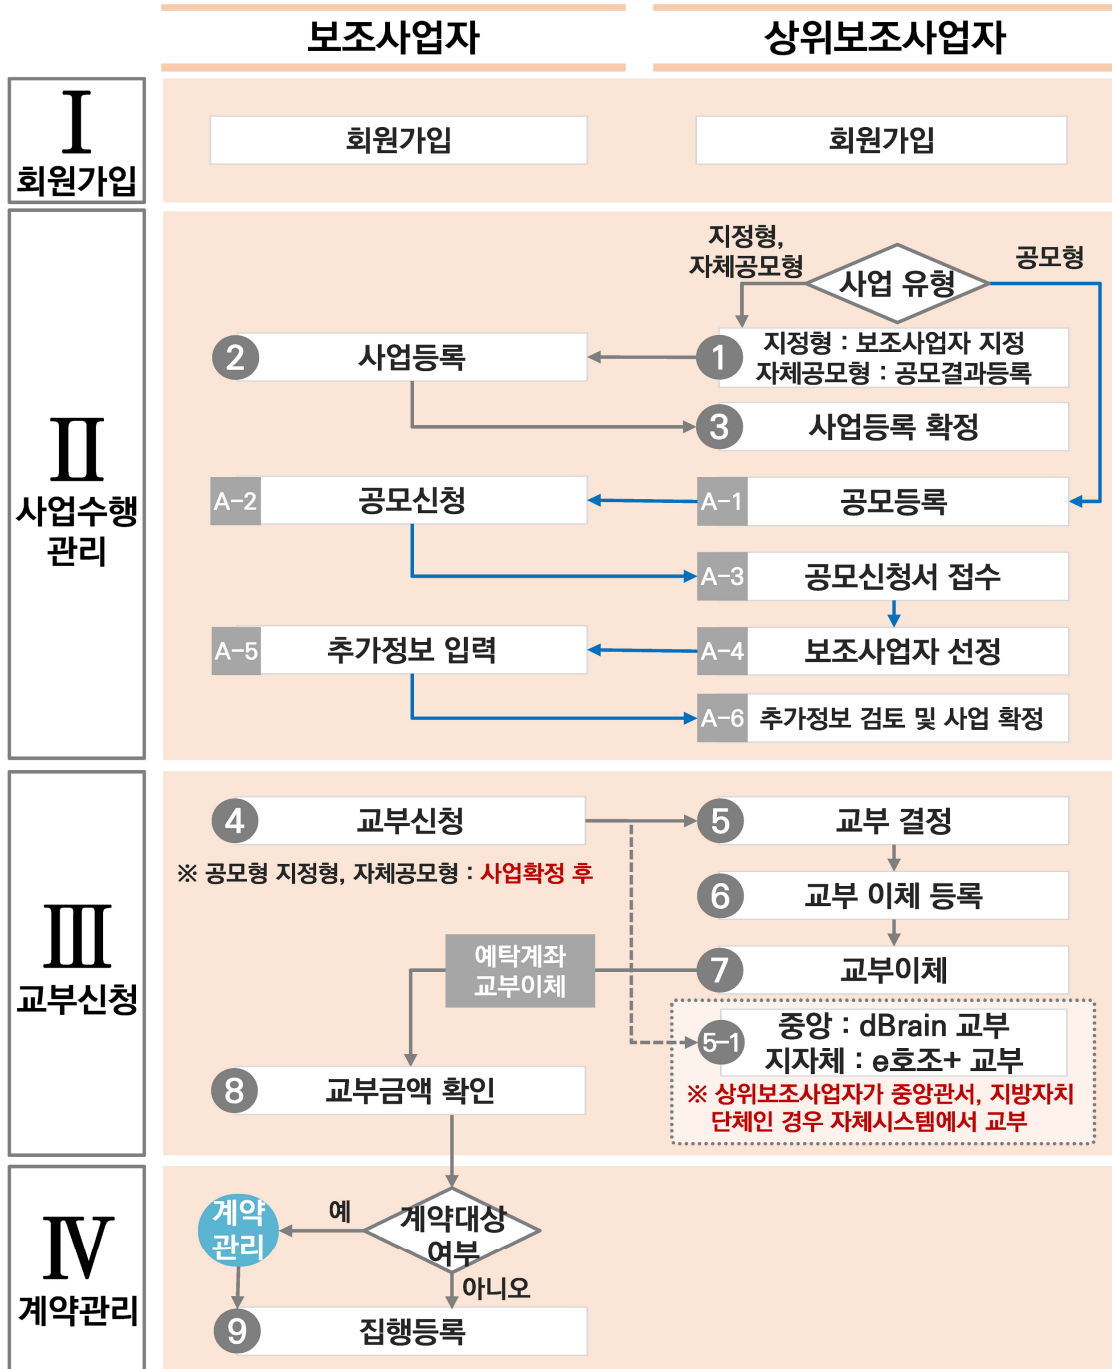 보조사업자
상위보조사업자
Ⅰ
회원가입
회원가입
회원가입
Ⅱ
사업수행
관리
지정형,
자체공모형
사업 유형
공모형
2
사업등록
1
지정형 : 보조사업자 지정
자체공모형 : 공모결과등록
3
사업등록 확정
A-2
공모신청
A-1
공모등록
A-3
공모신청서 접수
A-5
추가정보 입력
A-4
보조사업자 선정
A-6
추가정보 검토 및 사업 확정
Ⅲ
교부신청
4
교부신청
※ 공모형 지정형, 자체공모형 : 사업확정 후
5
교부 결정
6
교부 이체 등록
예탁계좌
교부이체
7
교부이체
5-1
중앙 : dBrain 교부
지자체 : e호조+ 교부
※ 상위보조사업자가 중앙관서, 지방자치
단체인 경우 자체시스템에서 교부
8
교부금액 확인
Ⅳ
계약관리
계약
관리
예
계약대상
여부
아니오
9
집행등록